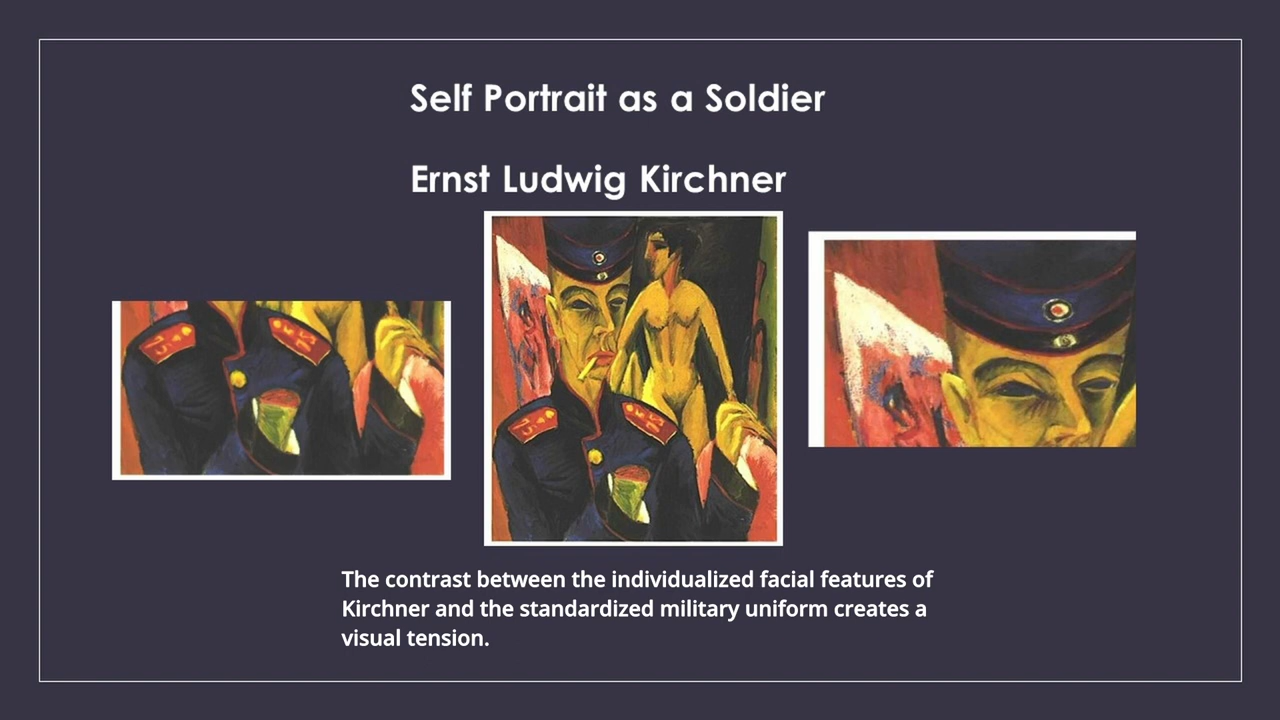 Self Portrait as a Soldier
Ernst Ludwig Kirchner
The contrast between the individualized facial features of
Kirchner and the standardized military uniform creates a
visual tension.